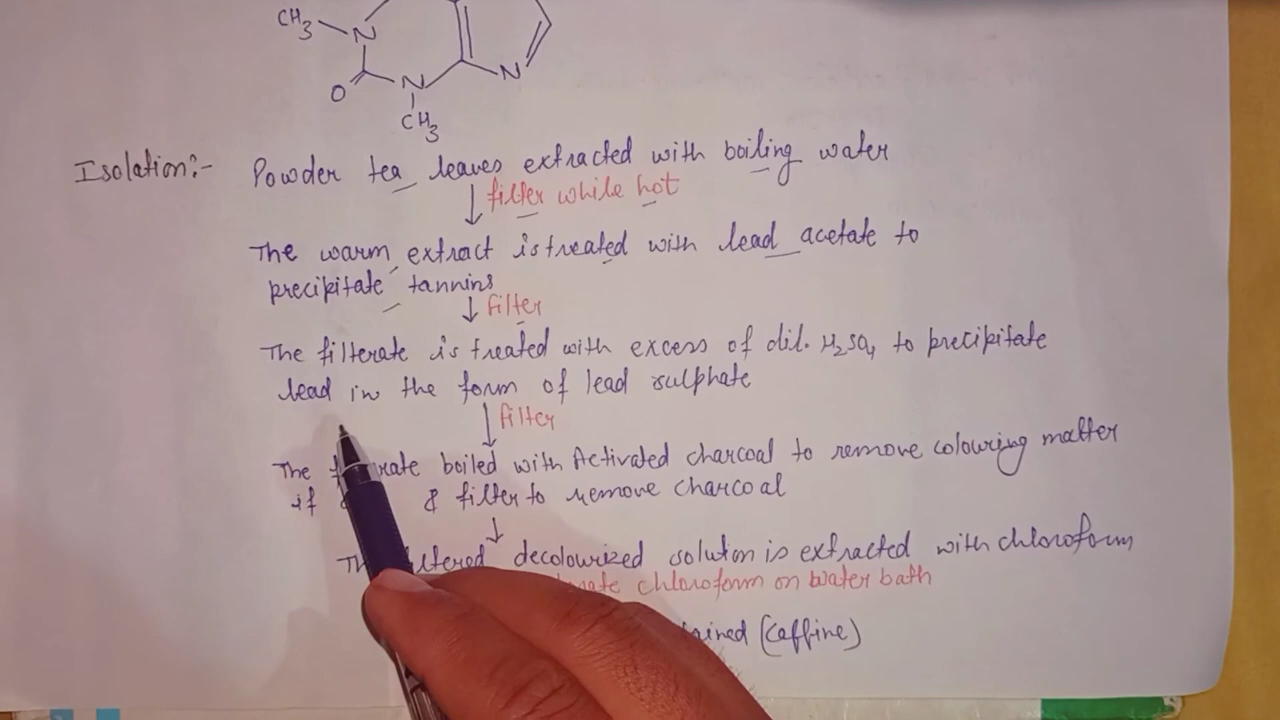 CH3 N
O N N
CH3
Isolation:- Powder tea leaves extracted with boiling water
filter while hot
The warm extract is treated with lead acetate to
precipitate tannins
filter
The filterate is treated with excess of dil. H2SO4 to precipitate
lead in the form of lead sulphate
filter
The rate boiled with Activated charcoal to remove colouring matter
if & filter to remove charcoal
decolourized solution is extracted with chloroform
chloroform on water bath
(caffine)